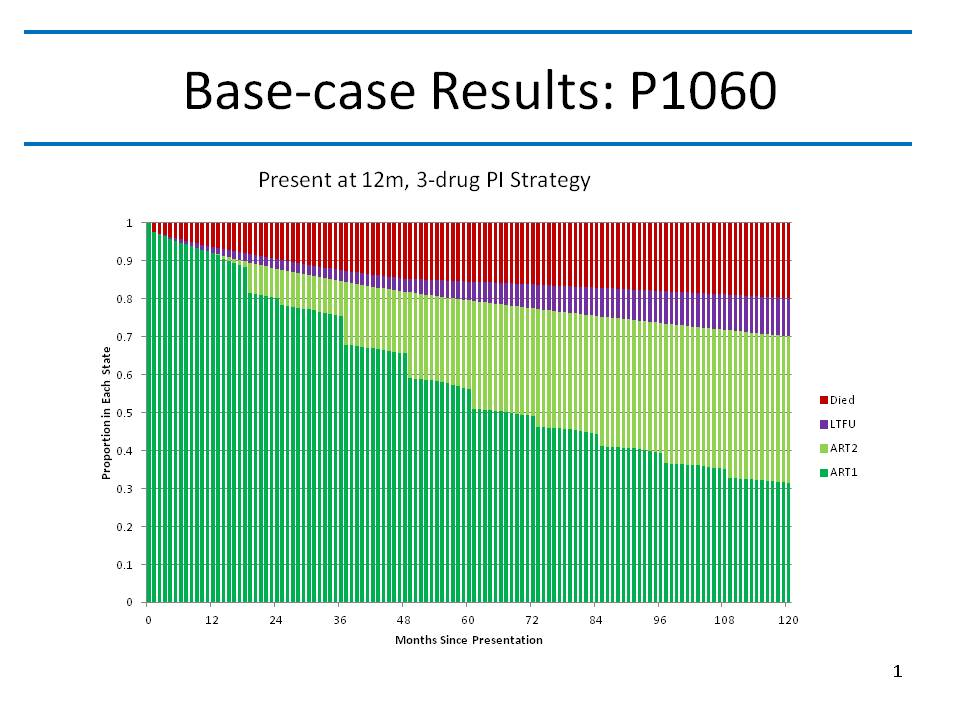 Base-case Results: P1060
Present at 12m, 3-drug PI Strategy
Proportion in Each State
1
0.9
0.8
0.7
0.6
0.5
0.4
0.3
0.2
0.1
0
0 12 24 36 48 60 72 84 96 108 120
Months Since Presentation
Died
LTFU
ART2
ART1
1